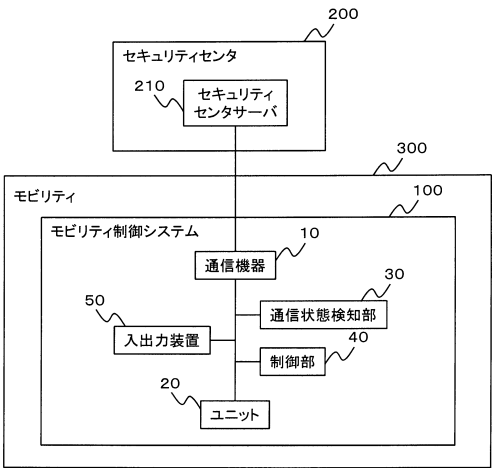 200
セキュリティセンタ
210
セキュリティ
センタサーバ
300
モビリティ
100
モビリティ制御システム
10
通信機器
30
通信状態検知部
50
入出力装置
40
制御部
20
ユニット